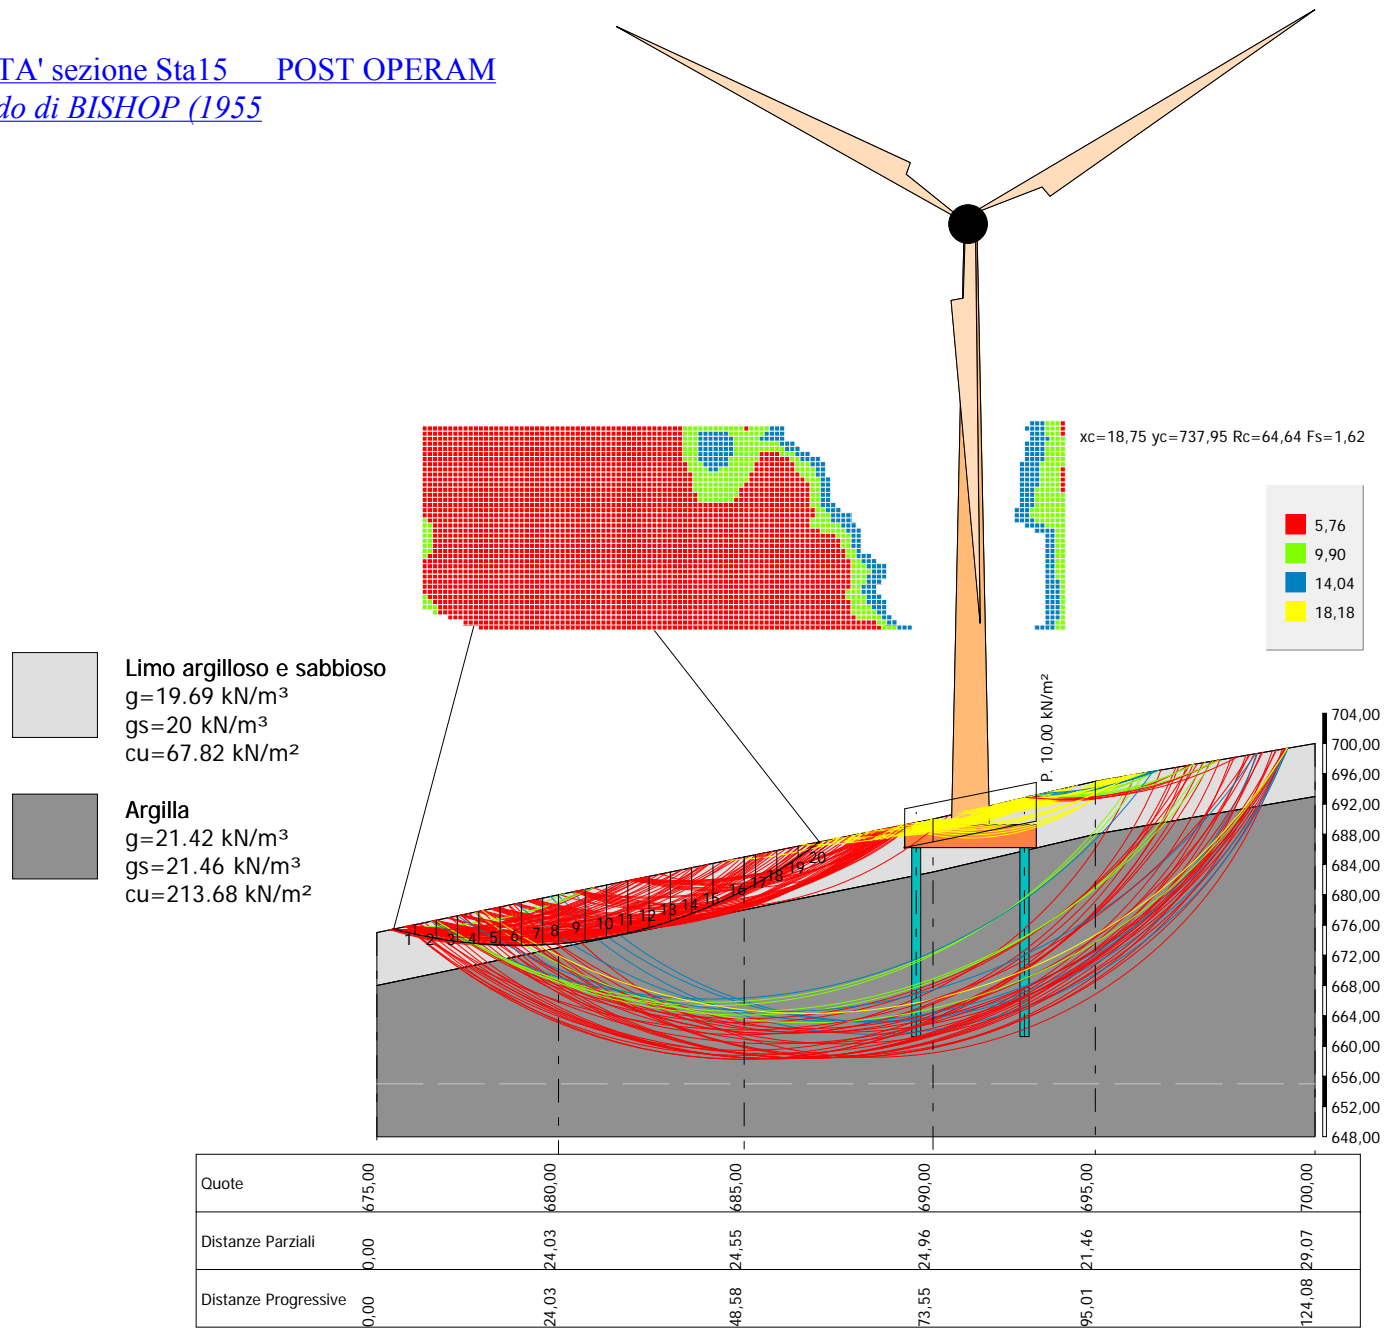 TA' sezione Sta15 POST OPERAM
do di BISHOP (1955
xc=18,75 yc=737,95 Rc=64,64 Fs=1,62
5,76
9,90
14,04
18,18
Limo argilloso e sabbioso
g=19.69 kN/m³
gs=20 kN/m³
cu=67.82 kN/m²
Argilla
g=21.42 kN/m³
gs=21.46 kN/m³
cu=213.68 kN/m²
P. 10,00 kN/m²
704,00
700,00
696,00
692,00
688,00
684,00
680,00
676,00
672,00
668,00
664,00
660,00
656,00
652,00
648,00
1 2 3 4 5 6 7 8 9 10 11 12 13 14 15 16 17 18 19 20
Quote 675,00 680,00 685,00 690,00 695,00 700,00
Distanze Parziali 0,00 24,03 24,55 24,96 21,46 29,07
Distanze Progressive 0,00 24,03 48,58 73,55 95,01 124,08